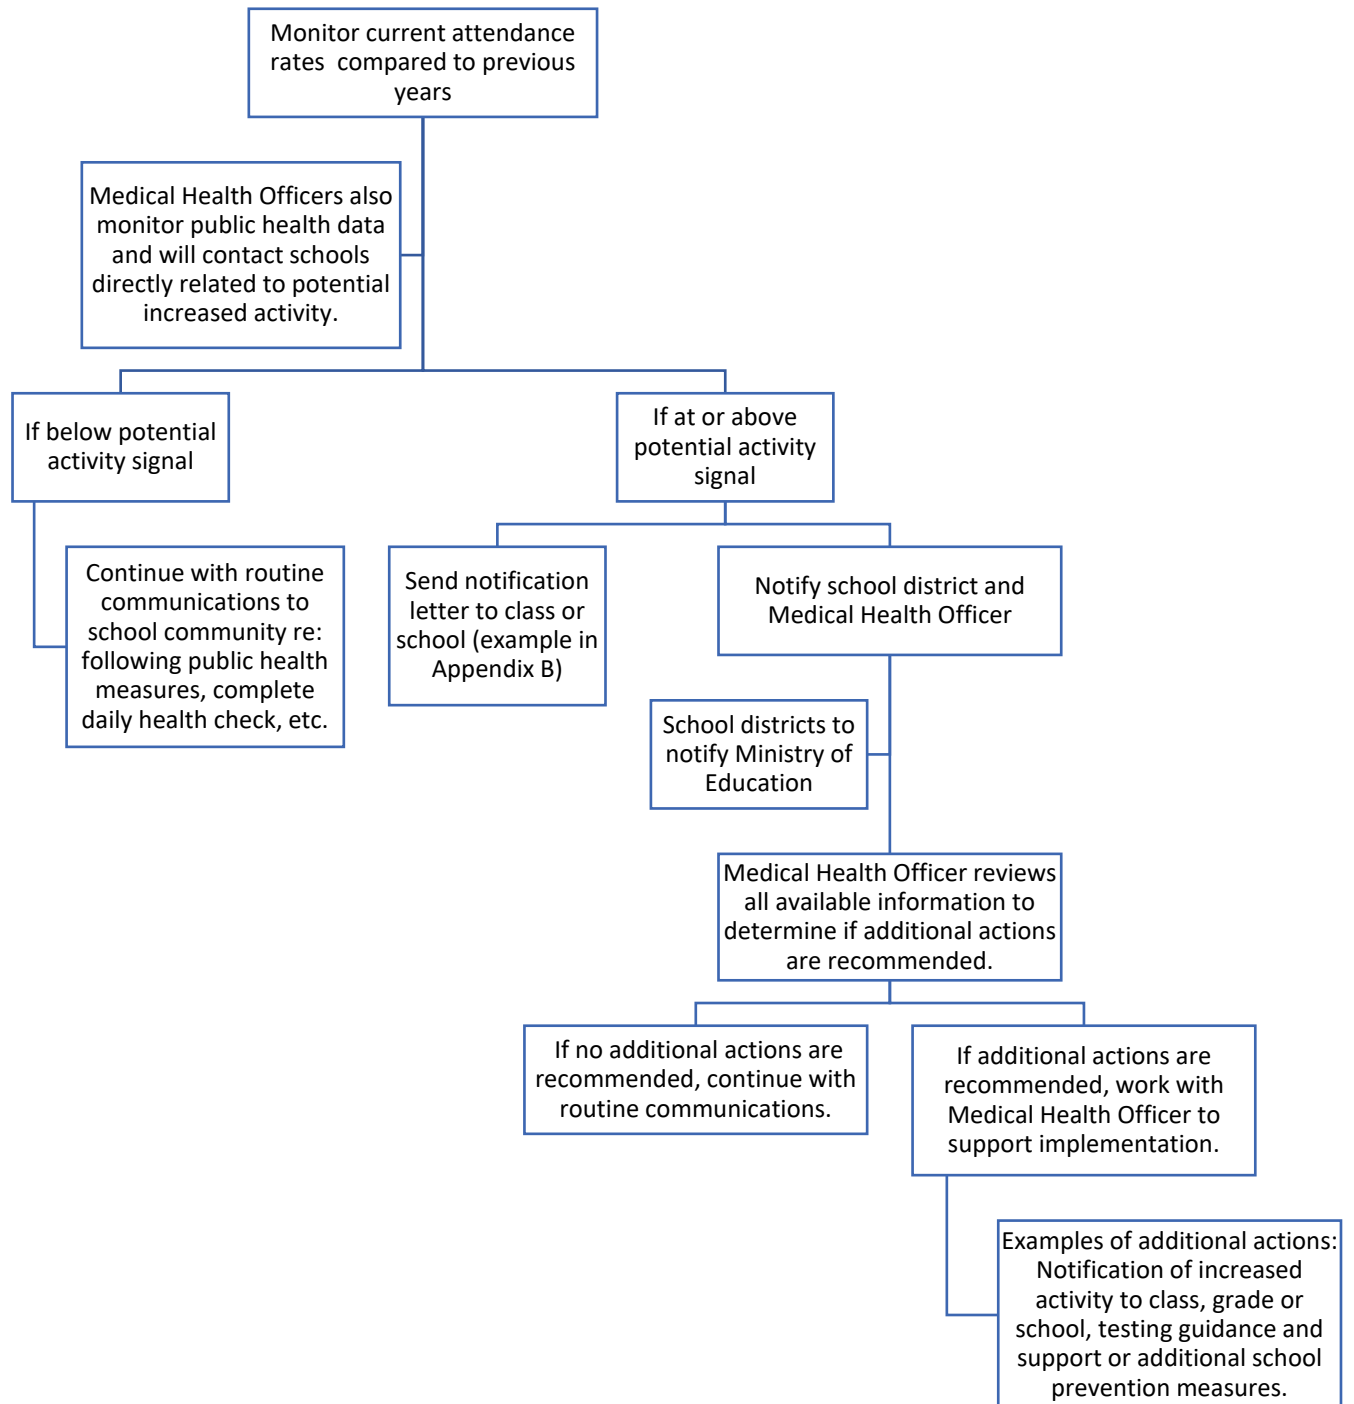 Monitor current attendance
rates compared to previous
years
Medical Health Officers also
monitor public health data
and will contact schools
directly related to potential
increased activity.
If below potential
activity signal
If at or above
potential activity
signal
Continue with routine
communications to
school community re:
following public health
measures, complete
daily health check, etc.
Send notification
letter to class or
school (example in
Appendix B)
Notify school district and
Medical Health Officer
School districts to
notify Ministry of
Education
Medical Health Officer reviews
all available information to
determine if additional actions
are recommended.
If no additional actions are
recommended, continue with
routine communications.
If additional actions are
recommended, work with
Medical Health Officer to
support implementation.
Examples of additional actions:
Notification of increased
activity to class, grade or
school, testing guidance and
support or additional school
prevention measures.